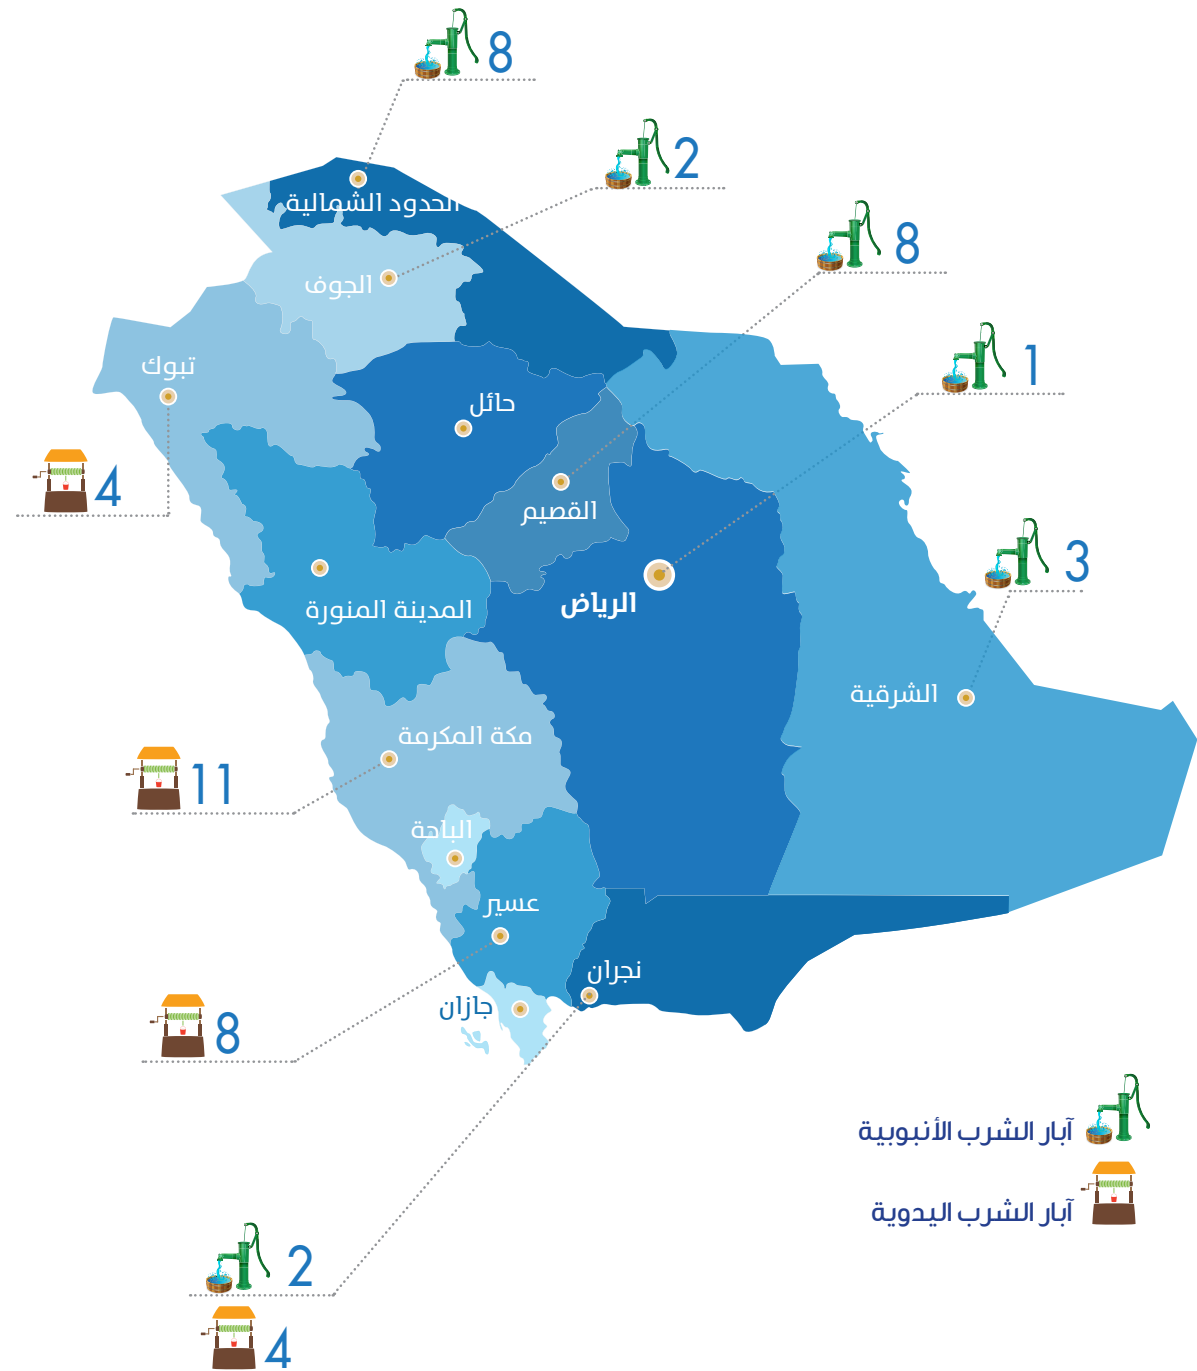 8
2
الحدود الشمالية
8
الجوف
1
تبوك
حائل
4
القصيم
3
الرياض
المدينة المنورة
الشرقية
مكة المكرمة
11
الباحة
عسير
نجران
جازان
8
آبار الشرب الأنبوبية
آبار الشرب اليدوية
2
4